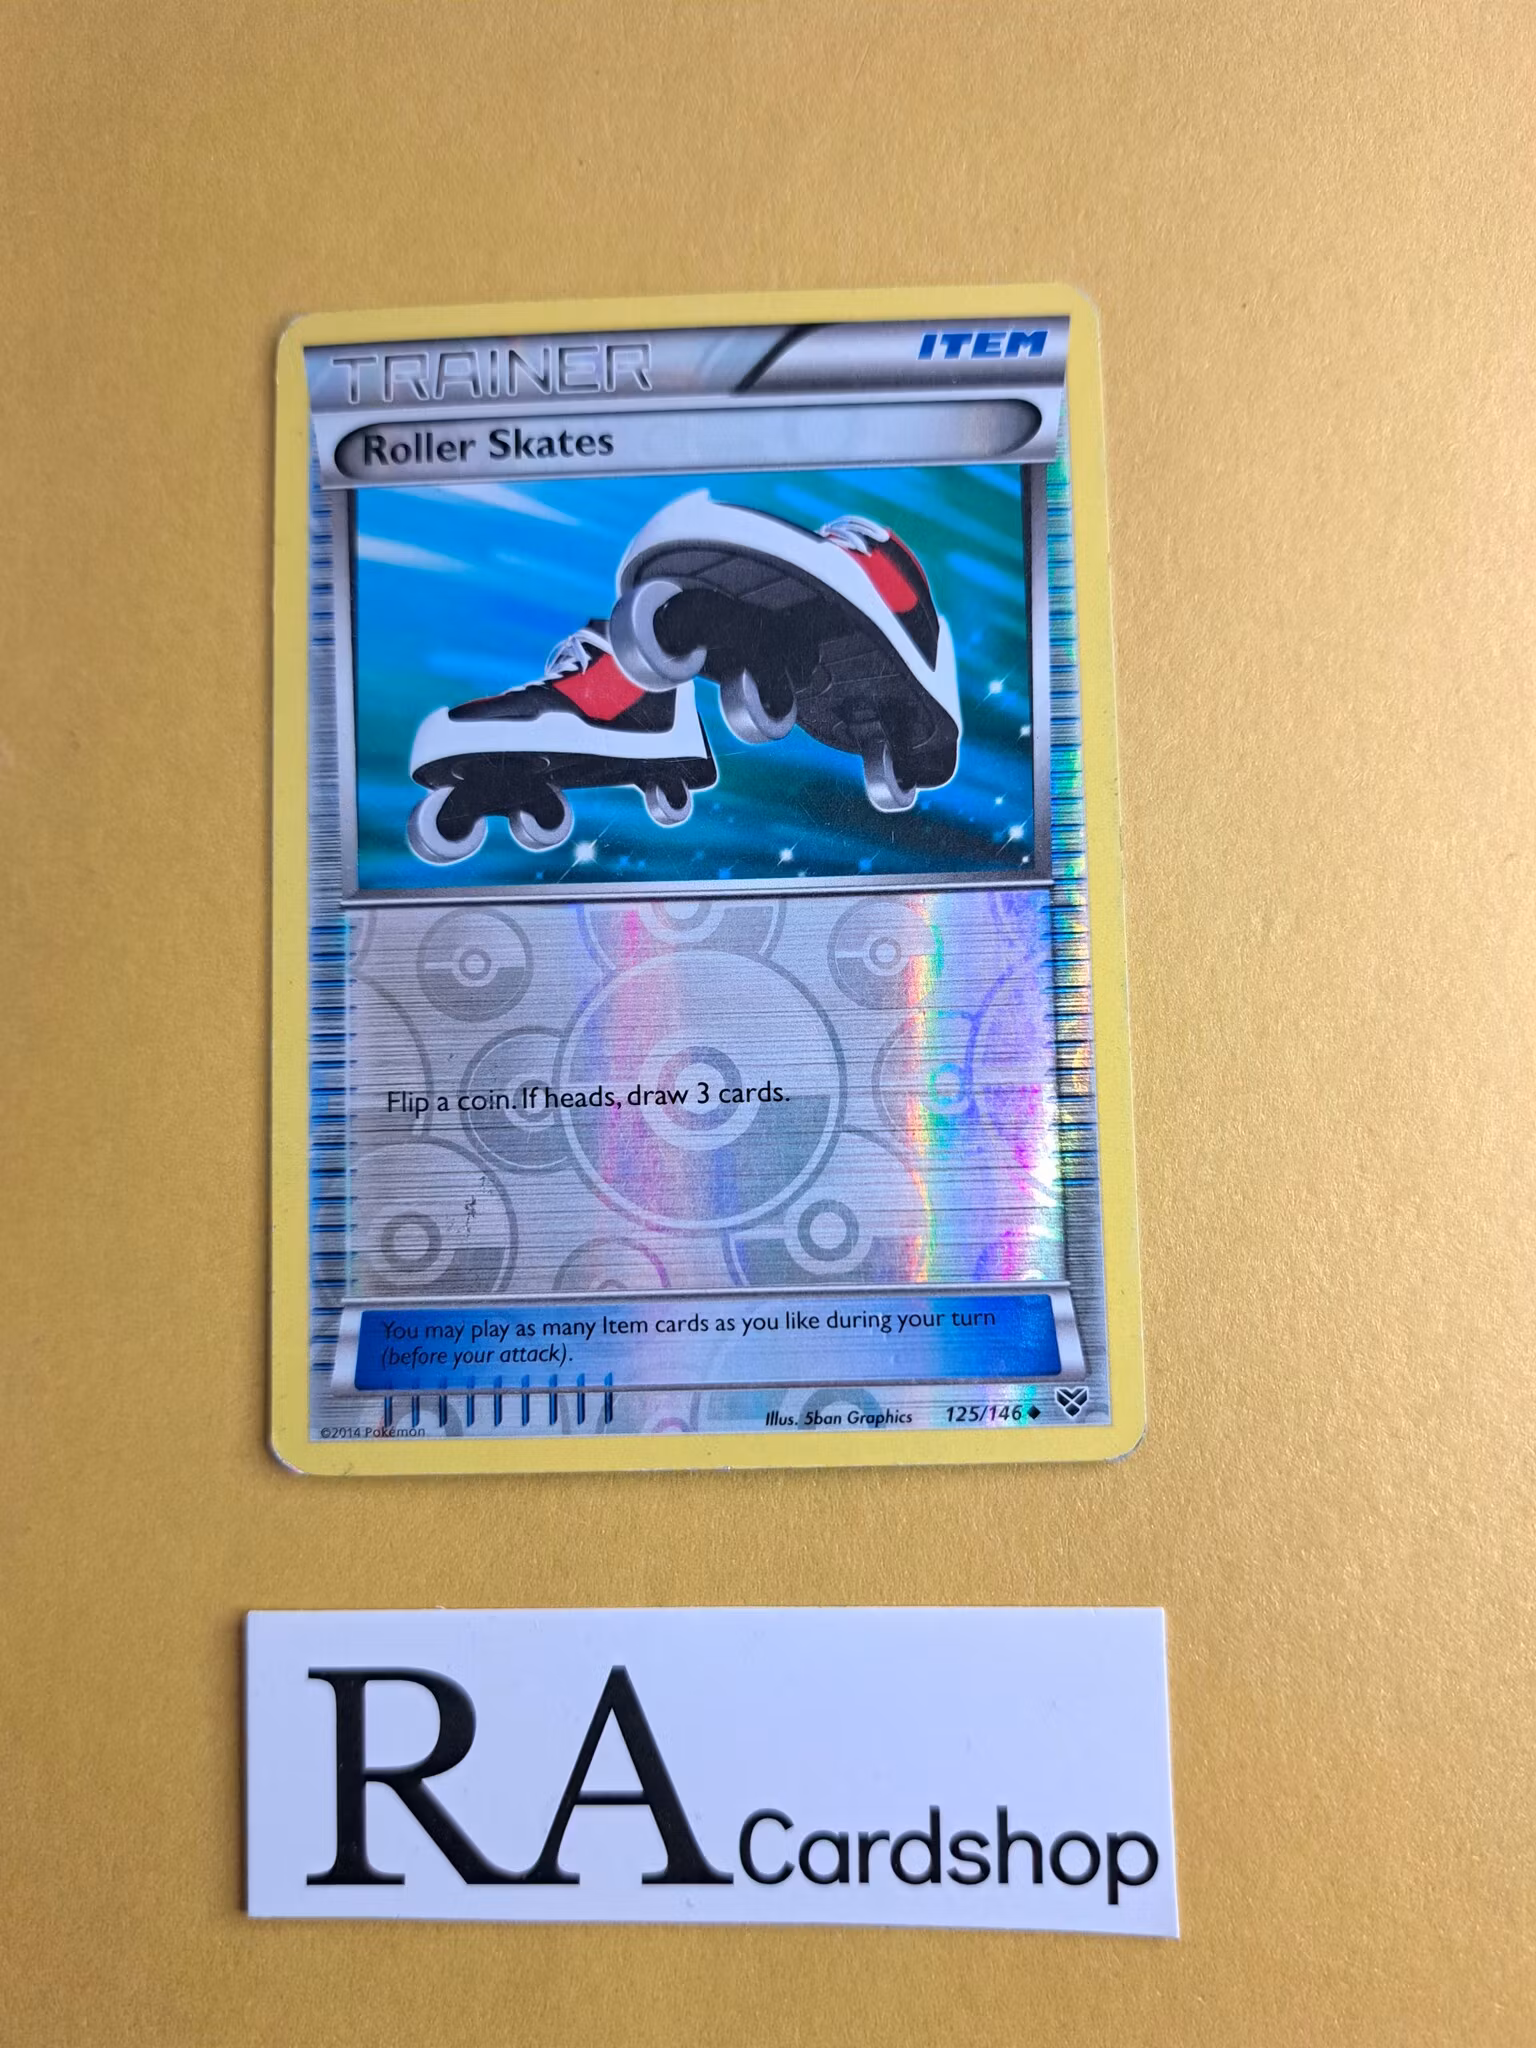 TRAINER ITEM
Roller Skates
Flip a coin. If heads, draw 3 cards.
You may play as many Item cards as you like during your turn
(before your attack).
Illus. 5ban Graphics 125/146
©2014 Pokémon
RA Cardshop